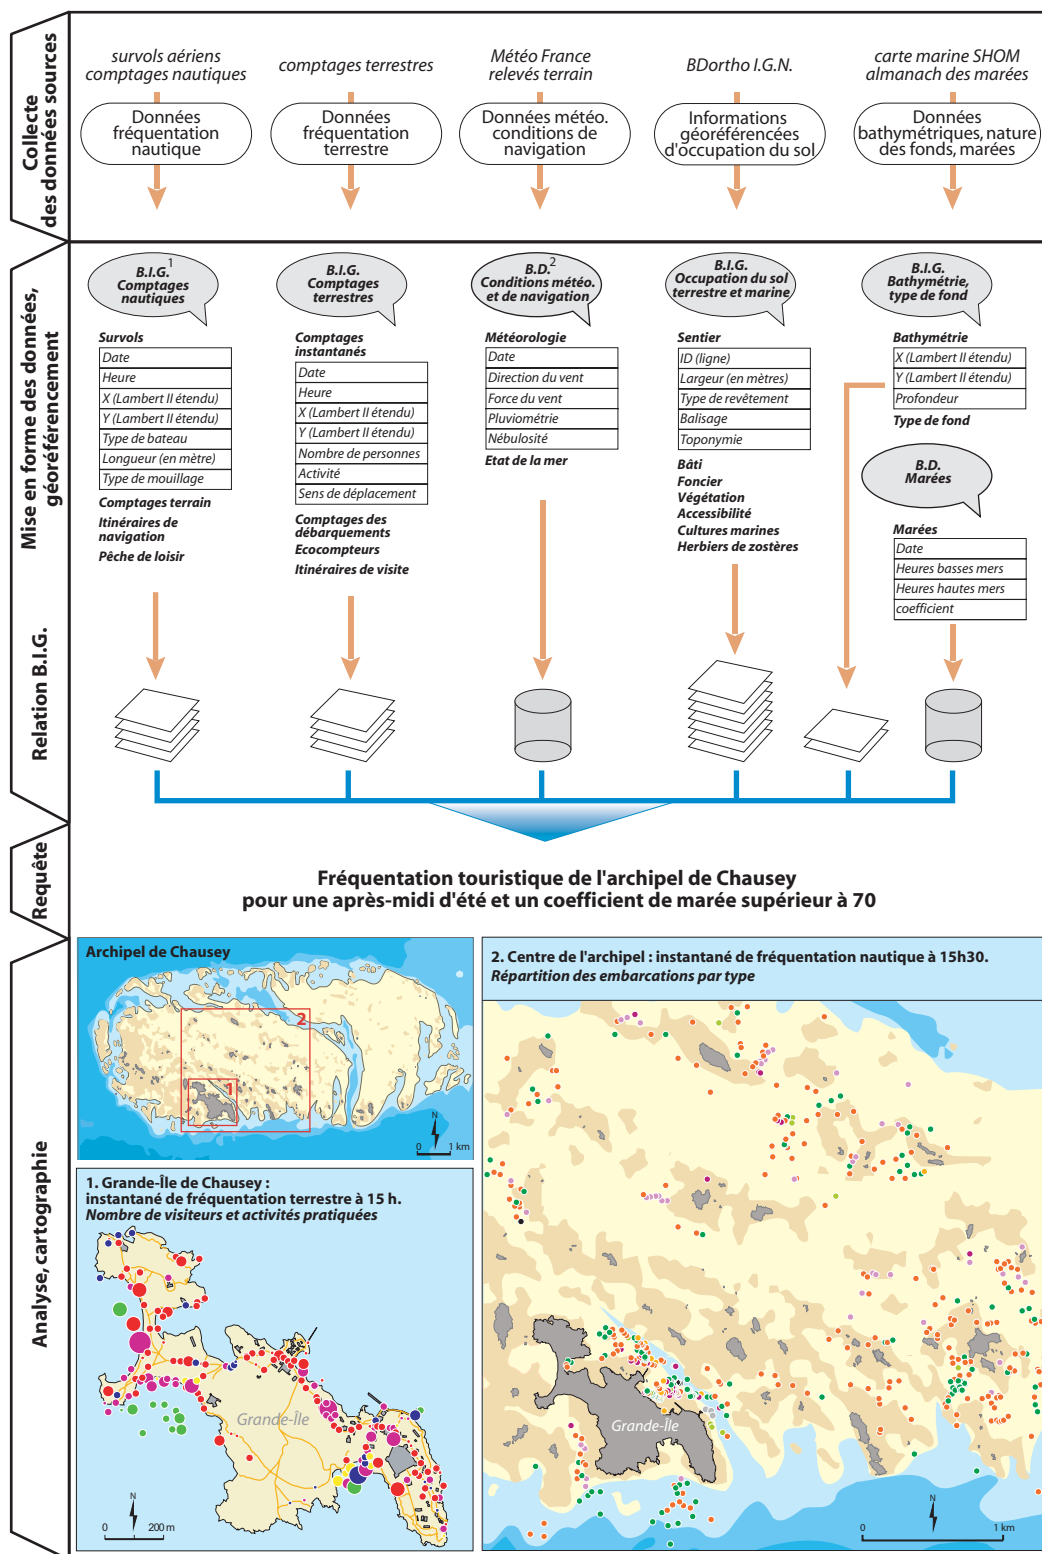 Collecte
des données sources
survols aériens
comptages nautiques
comptages terrestres
Météo France
relevés terrain
BDortho I.G.N.
carte marine SHOM
almanach des marées
Données
fréquentation
nautique
Données
fréquentation
terrestre
Données météo.
conditions de
navigation
Informations
géoréférencées
d'occupation du sol
Données
bathymétriques, nature
des fonds, marées
Mise en forme des données,
géoréférencement
B.I.G.1
Comptages
nautiques
Survols
Date
Heure
X (Lambert II étendu)
Y (Lambert II étendu)
Type de bateau
Longueur (en mètre)
Type de mouillage
Comptages terrain
Itinéraires de
navigation
Pêche de loisir
B.I.G.
Comptages
terrestres
Comptages
instantanés
Date
Heure
X (Lambert II étendu)
Y (Lambert II étendu)
Nombre de personnes
Activité
Sens de déplacement
Comptages des
débarquements
Ecocompteurs
Itinéraires de visite
B.D.2
Conditions météo.
et de navigation
Météorologie
Date
Direction du vent
Force du vent
Pluviométrie
Nébulosité
Etat de la mer
B.I.G.
Occupation du sol
terrestre et marine
Sentier
ID (ligne)
Largeur (en mètres)
Type de revêtement
Balisage
Toponymie
Bâti
Foncier
Végétation
Accessibilité
Cultures marines
Herbiers de zostères
B.I.G.
Bathymétrie,
type de fond
Bathymétrie
X (Lambert II étendu)
Y (Lambert II étendu)
Profondeur
Type de fond
B.D.
Marées
Marées
Date
Heures basses mers
Heures hautes mers
coefficient
Relation B.I.G.
Requête
Fréquentation touristique de l'archipel de Chausey
pour une après-midi d'été et un coefficient de marée supérieur à 70
Analyse, cartographie
Archipel de Chausey
2
1
N
0 1 km
1. Grande-Île de Chausey :
instantané de fréquentation terrestre à 15 h.
Nombre de visiteurs et activités pratiquées
Grande-Île
N
0 200 m
2. Centre de l'archipel : instantané de fréquentation nautique à 15h30.
Répartition des embarcations par type
Grande-Île
N
0 1 km